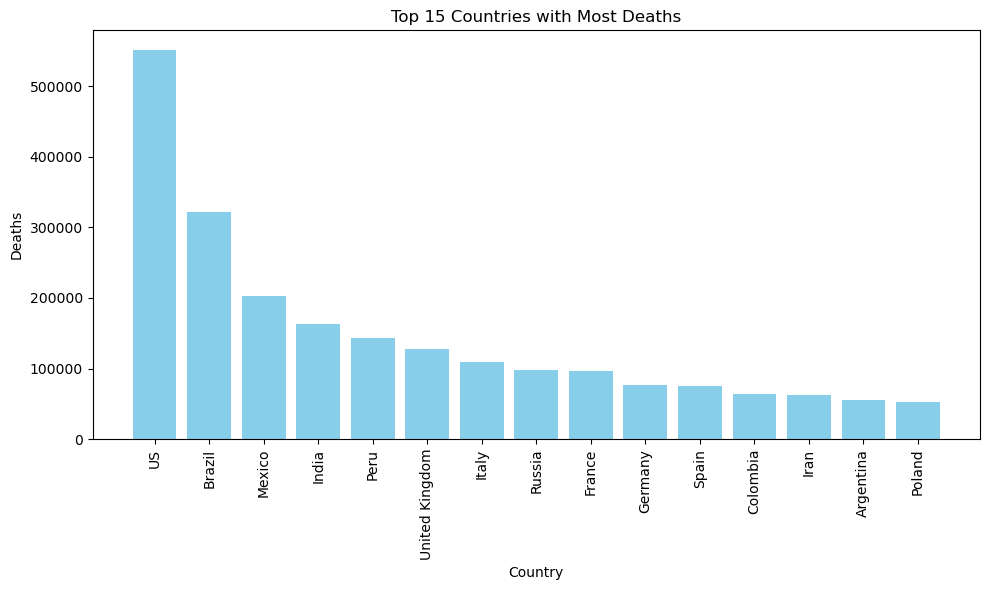 Top 15 Countries with Most Deaths
Deaths
500000
400000
300000
200000
100000
0
US
Brazil
Mexico
India
Peru
United Kingdom
Italy
Russia
France
Germany
Spain
Colombia
Iran
Argentina
Poland
Country